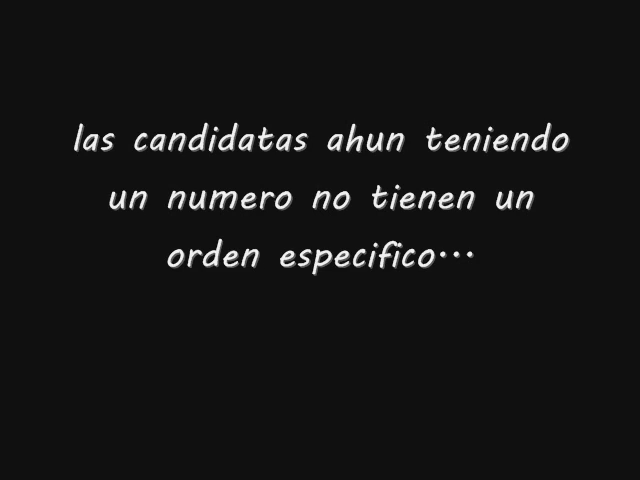 las candidatas ahun teniendo
un numero no tienen un
orden especifico...